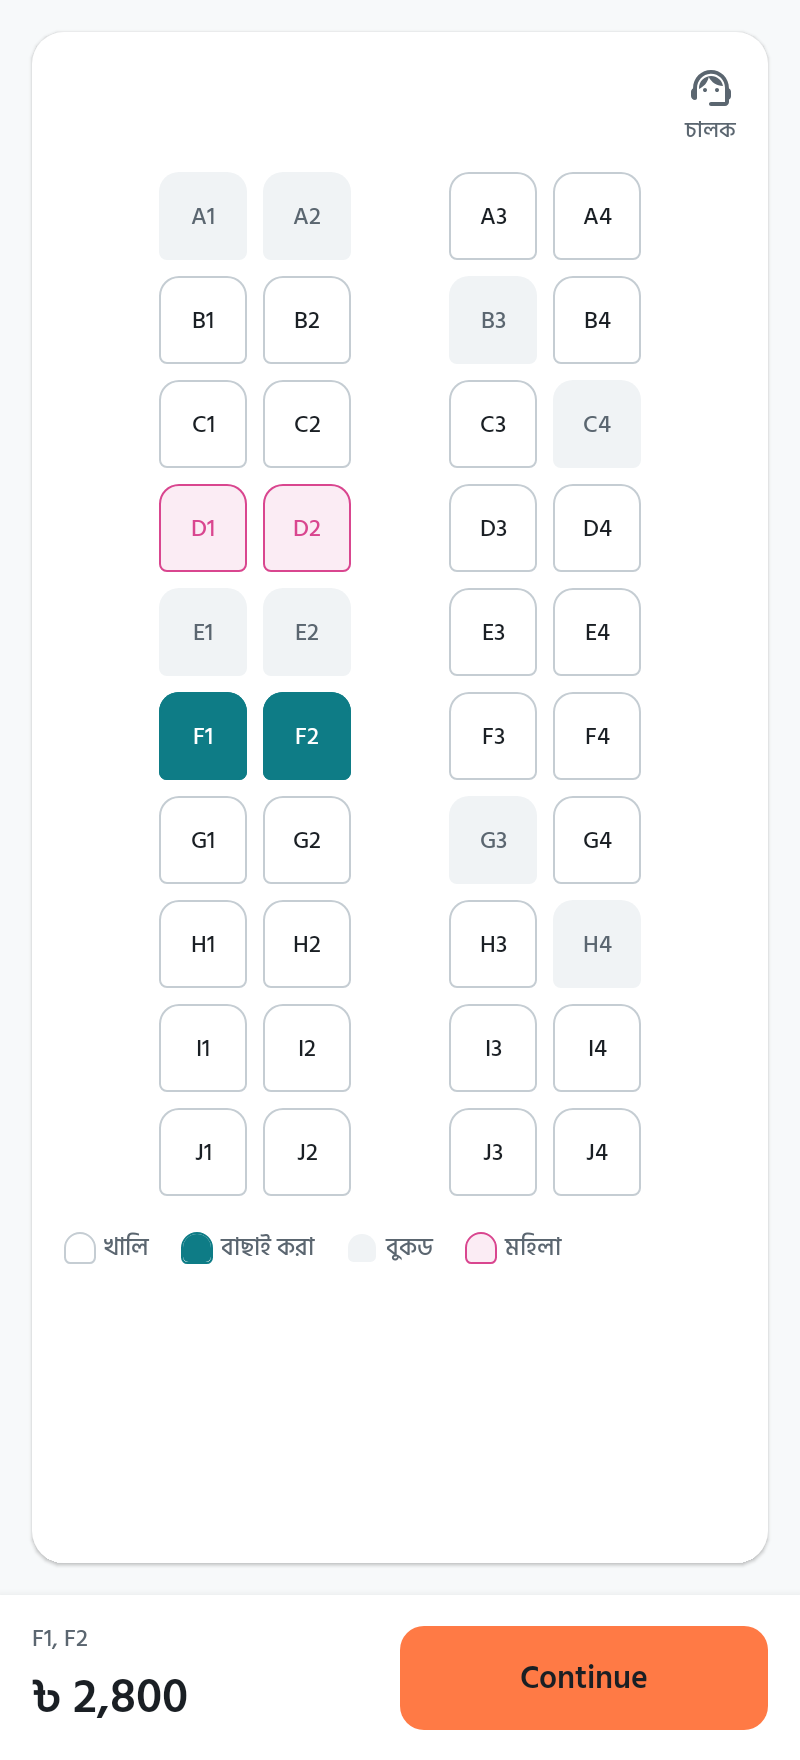 চালক
A1 A2 A3 A4
B1 B2 B3 B4
C1 C2 C3 C4
D1 D2 D3 D4
E1 E2 E3 E4
F1 F2 F3 F4
G1 G2 G3 G4
H1 H2 H3 H4
I1 I2 I3 I4
J1 J2 J3 J4
খালি বাছাই করা বুকড মহিলা
F1, F2
৳ 2,800
Continue